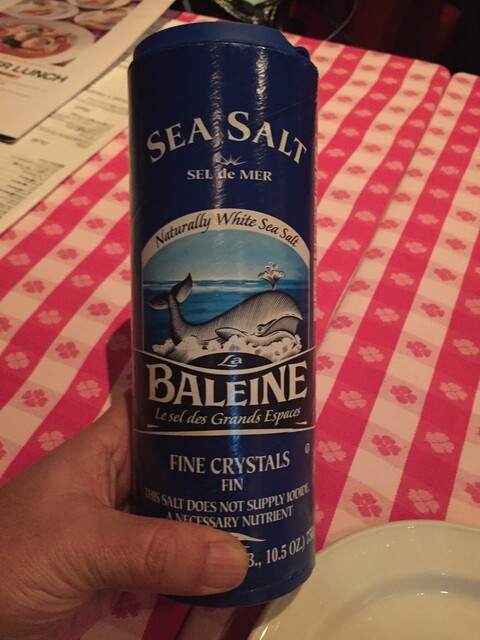 R LUNCH
SEA SALT
SEL de MER
Naturally White Sea Salt
La
BALEINE
Le sel des Grands Espaces
FINE CRYSTALS
FIN
THIS SALT DOES NOT SUPPLY IODIDE,
A NECESSARY NUTRIENT
B., 10.5 OZ.)